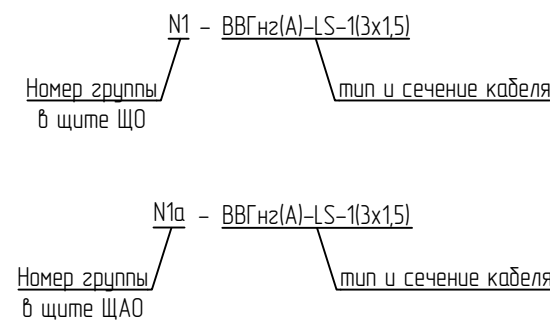 N1 - ВВГнг(А)-LS-1(3х1,5)
Номер группы
в щите ЩО
тип и сечение кабеля
N1а - ВВГнг(А)-LS-1(3х1,5)
Номер группы
в щите ЩАО
тип и сечение кабеля